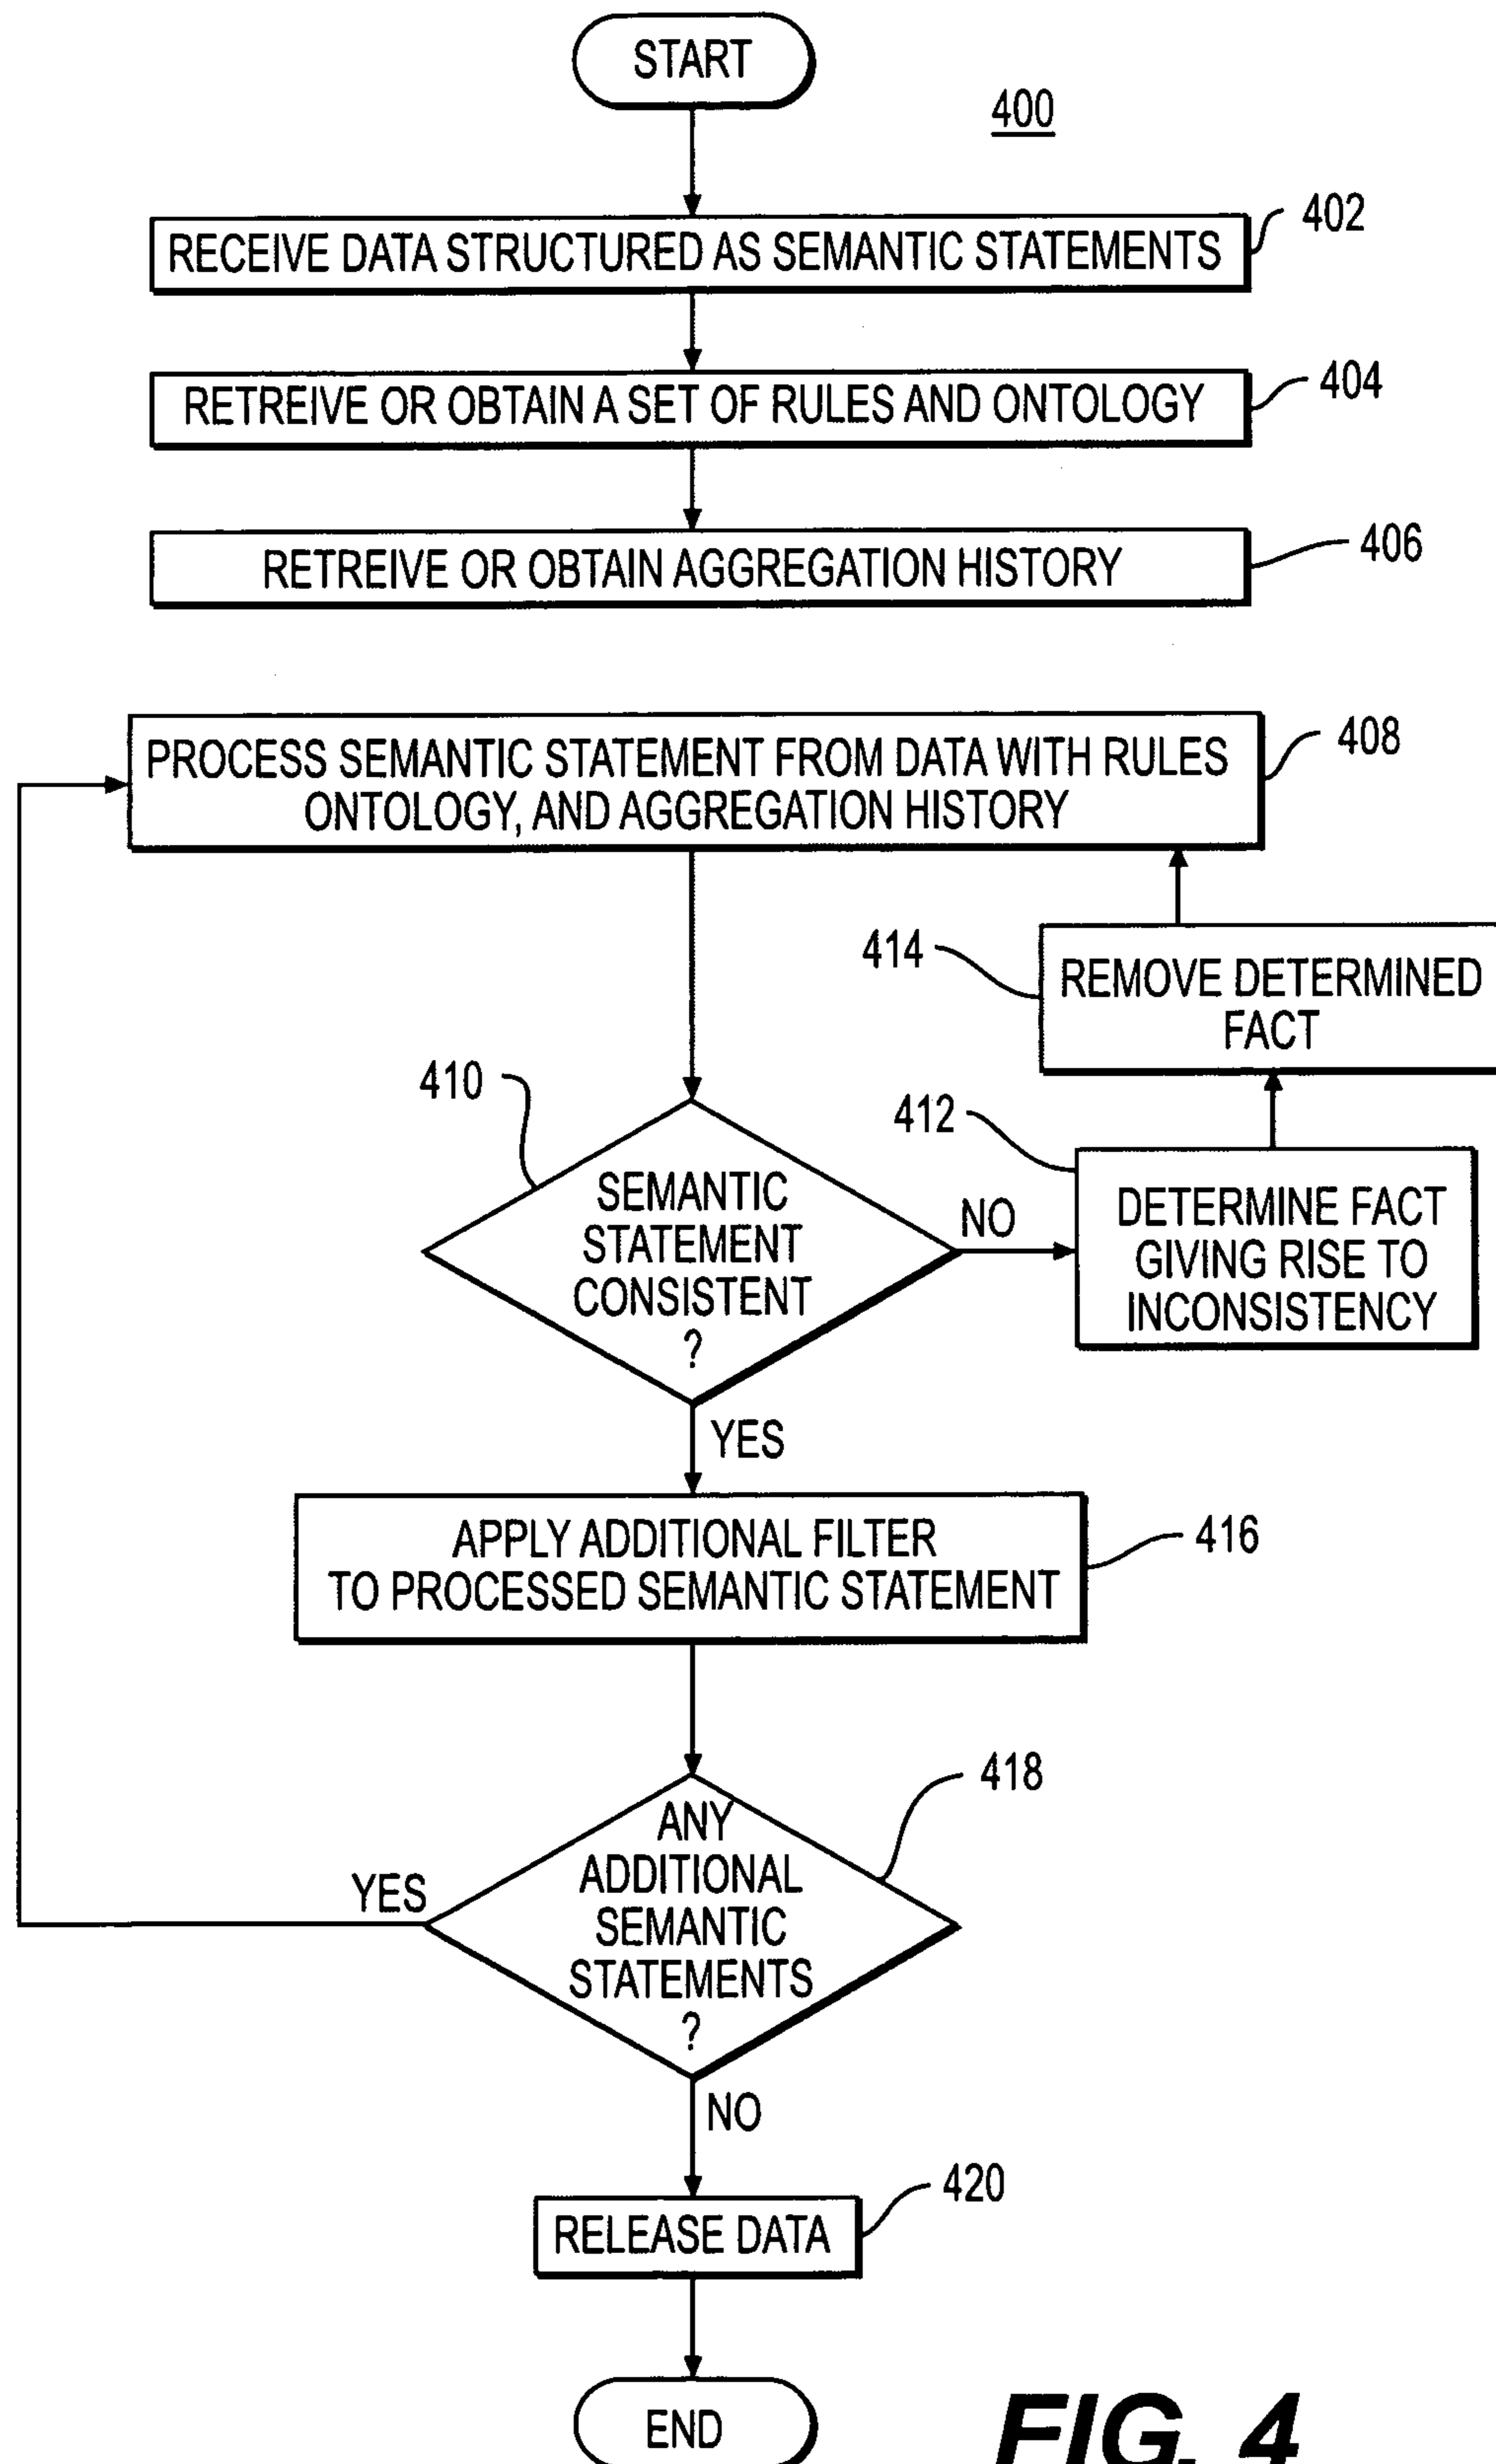 START
400
RECEIVE DATA STRUCTURED AS SEMANTIC STATEMENTS
402
RETREIVE OR OBTAIN A SET OF RULES AND ONTOLOGY
404
RETREIVE OR OBTAIN AGGREGATION HISTORY
406
PROCESS SEMANTIC STATEMENT FROM DATA WITH RULES
ONTOLOGY, AND AGGREGATION HISTORY
408
414
REMOVE DETERMINED
FACT
410
412
SEMANTIC
STATEMENT
CONSISTENT
?
NO
DETERMINE FACT
GIVING RISE TO
INCONSISTENCY
YES
APPLY ADDITIONAL FILTER
TO PROCESSED SEMANTIC STATEMENT
416
418
ANY
ADDITIONAL
SEMANTIC
STATEMENTS
?
YES
NO
420
RELEASE DATA
END
FIG. 4